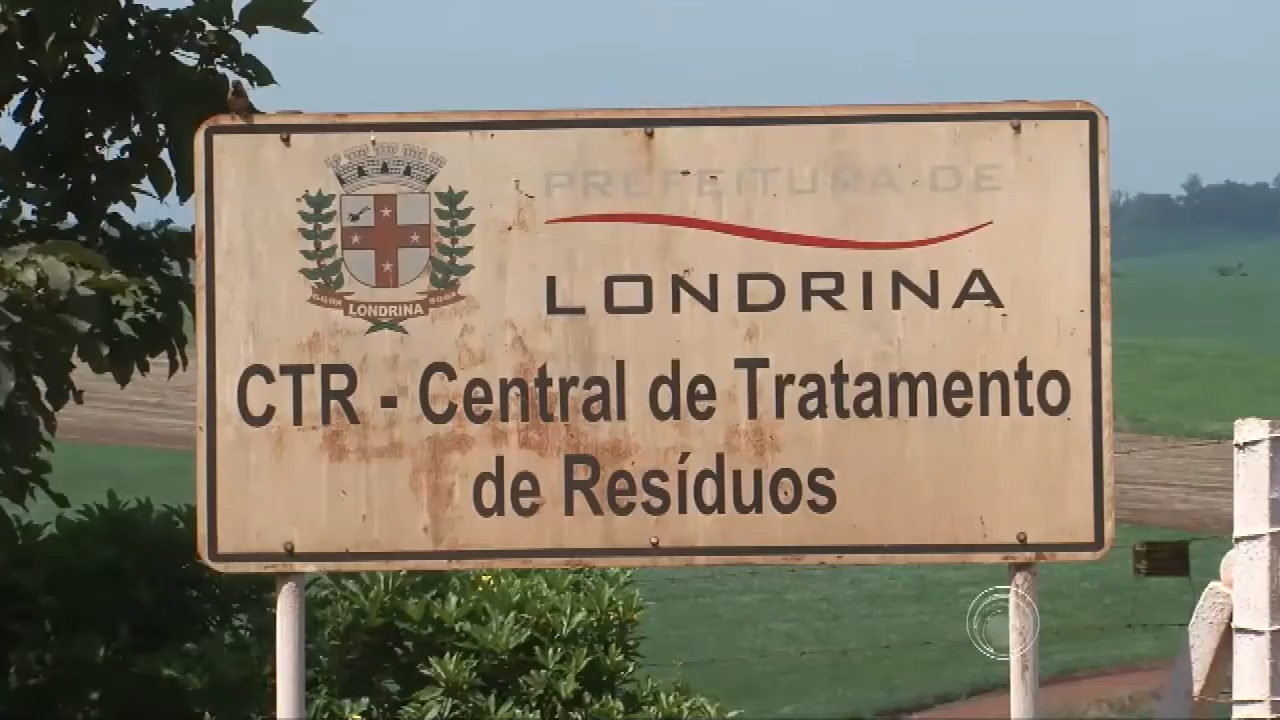 PREFEITURA DE
LONDRINA
LONDRINA
CTR - Central de Tratamento
de Resíduos